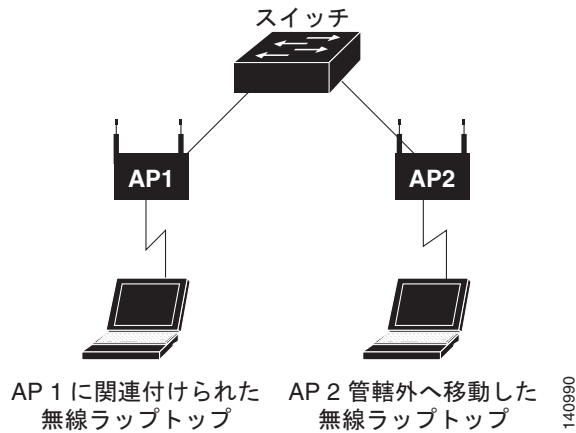 スイッチ
AP1
AP2
AP 1 に関連付けられた
無線ラップトップ
AP 2 管轄外へ移動した
無線ラップトップ
140990